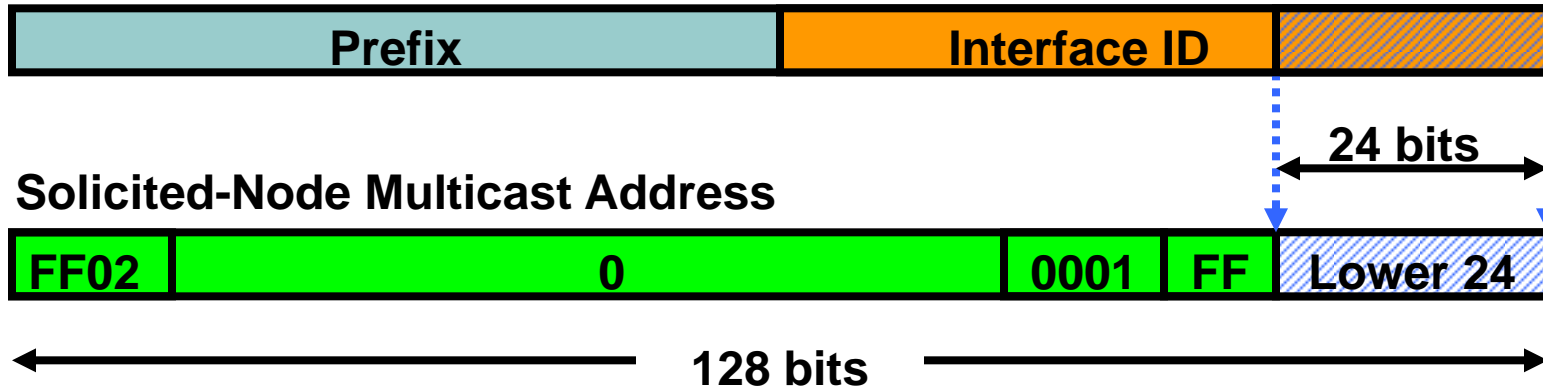 Prefix Interface ID
24 bits
Solicited-Node Multicast Address
FF02 0 0001 FF Lower 24
128 bits